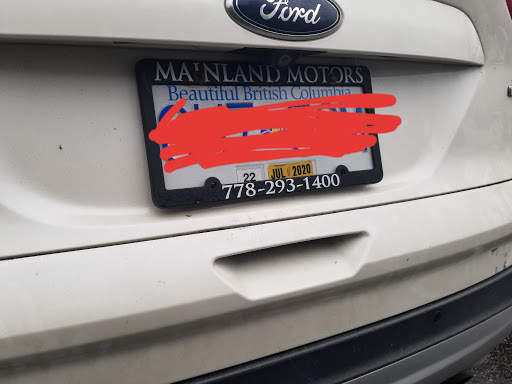 Ford
MAINLAND MOTORS
Beautiful British Columbia
22 JUL 2020
778-293-1400